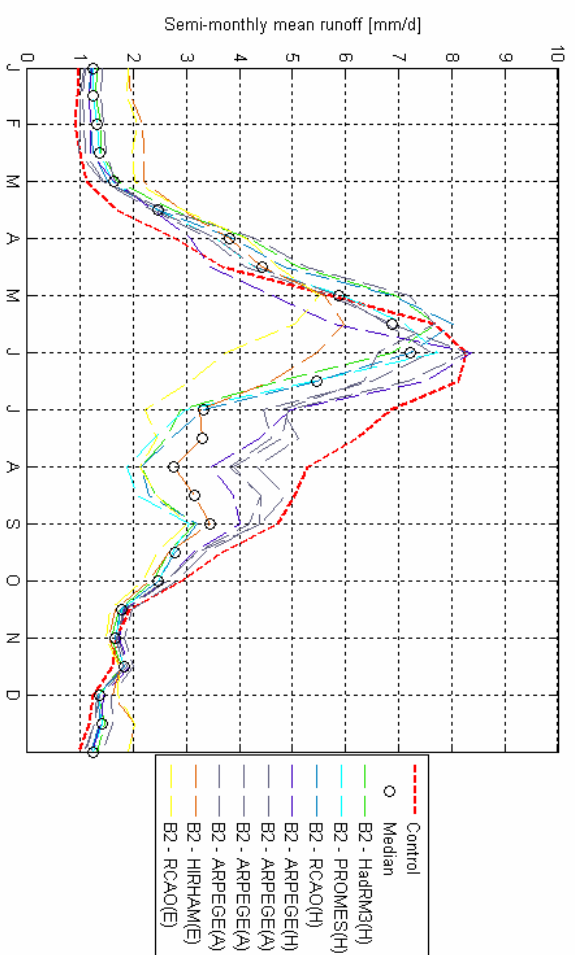 Semi-monthly mean runoff [mm/d]
10
9
8
7
6
5
4
3
2
1
0
J
F
M
A
M
J
J
A
S
O
N
D
Control
Median
B2 - HadRM3(H)
B2 - PROMES(H)
B2 - RCAO(H)
B2 - ARPEGE(H)
B2 - ARPEGE(A)
B2 - ARPEGE(A)
B2 - ARPEGE(A)
B2 - HIRHAM(E)
B2 - RCAO(E)